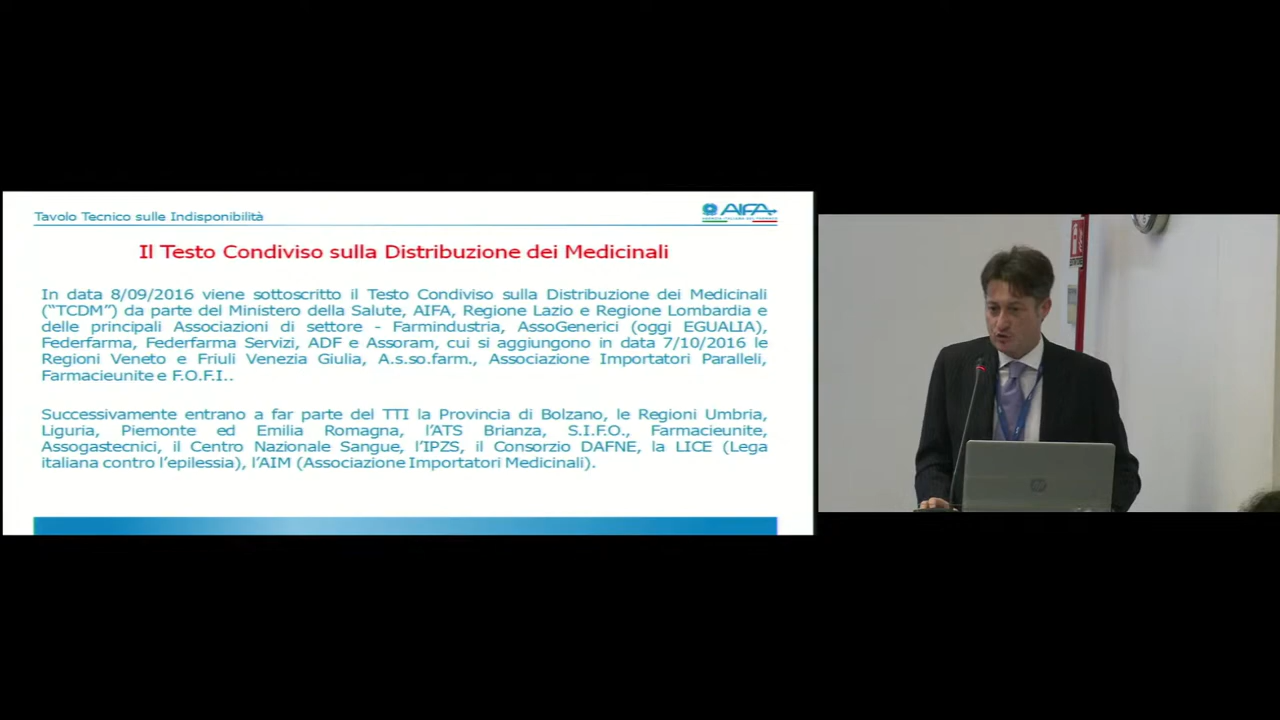 Tavolo Tecnico sulle Indisponibilità
AIFA
AGENZIA ITALIANA DEL FARMACO
Il Testo Condiviso sulla Distribuzione dei Medicinali
In data 8/09/2016 viene sottoscritto il Testo Condiviso sulla Distribuzione dei Medicinali
(“TCDM”) da parte del Ministero della Salute, AIFA, Regione Lazio e Regione Lombardia e
delle principali Associazioni di settore - Farmindustria, AssoGenerici (oggi EGUALIA),
Federfarma, Federfarma Servizi, ADF e Assoram, cui si aggiungono in data 7/10/2016 le
Regioni Veneto e Friuli Venezia Giulia, A.s.so.farm., Associazione Importatori Paralleli,
Farmacieunite e F.O.F.I..
Successivamente entrano a far parte del TTI la Provincia di Bolzano, le Regioni Umbria,
Liguria, Piemonte ed Emilia Romagna, l’ATS Brianza, S.I.F.O., Farmacieunite,
Assogastecnici, il Centro Nazionale Sangue, l’IPZS, il Consorzio DAFNE, la LICE (Lega
italiana contro l’epilessia), l’AIM (Associazione Importatori Medicinali).
hp